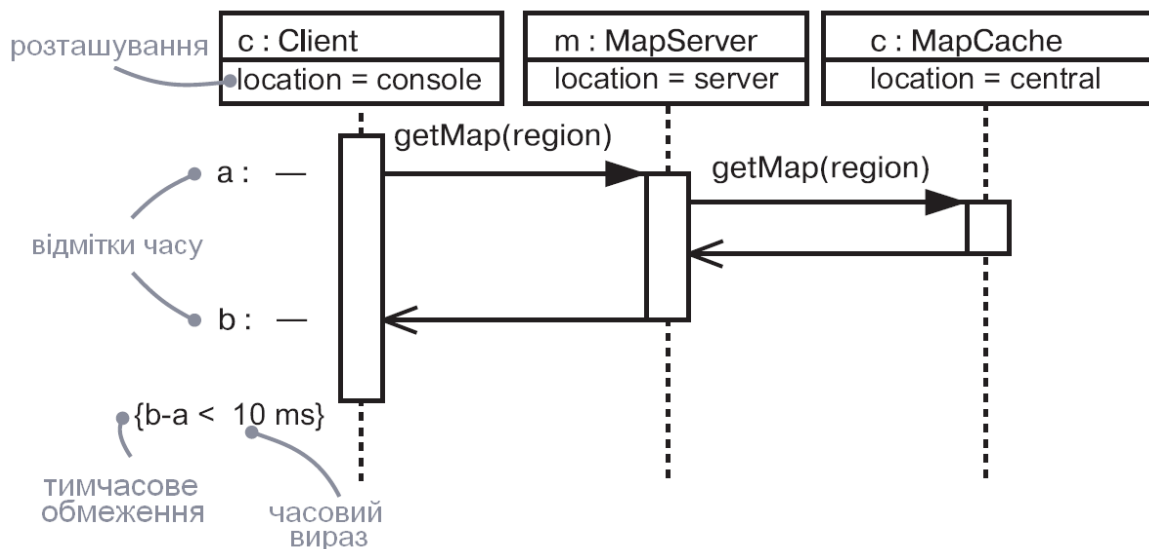 розташування
c : Client
m : MapServer
c : MapCache
location = console
location = server
location = central
getMap(region)
getMap(region)
a : —
відмітки часу
b : —
{b-a < 10 ms}
тимчасове
обмеження
часовий
вираз